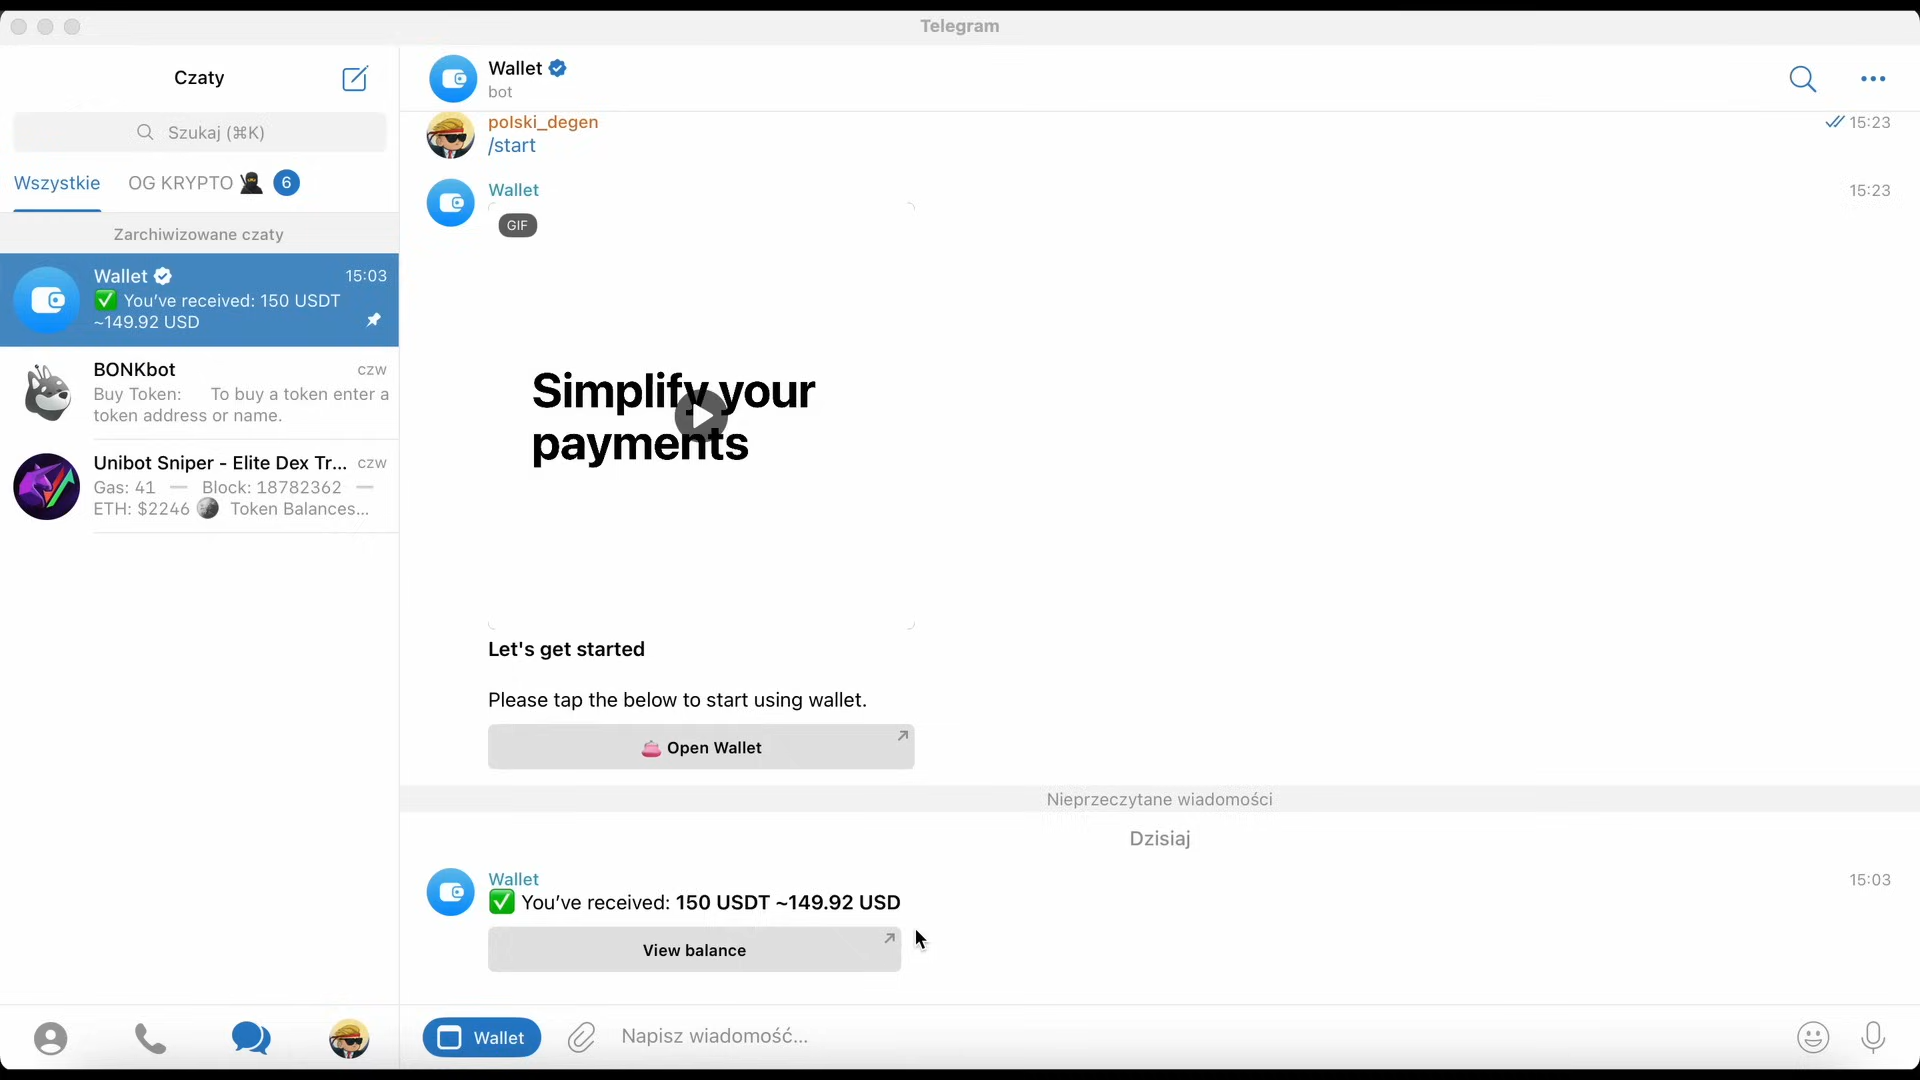 Telegram
Czaty
Szukaj (⌘K)
Wszystkie OG KRYPTO 🥷 6
Zarchiwizowane czaty
Wallet 15:03
✅ You've received: 150 USDT
~149.92 USD
BONKbot czw
Buy Token: To buy a token enter a
token address or name.
Unibot Sniper - Elite Dex Tr... czw
Gas: 41 — Block: 18782362 —
ETH: $2246 🌕 Token Balances...
Wallet
bot
polski_degen 15:23
/start
Wallet 15:23
GIF
Simplify your
payments
Let's get started
Please tap the below to start using wallet.
👛 Open Wallet
Nieprzeczytane wiadomości
Dzisiaj
Wallet 15:03
✅ You've received: 150 USDT ~149.92 USD
View balance
Wallet
Napisz wiadomość...